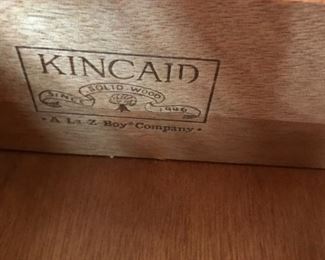 KINCAID
SOLID WOOD
SINCE 1946
• A La-Z-Boy® Company •